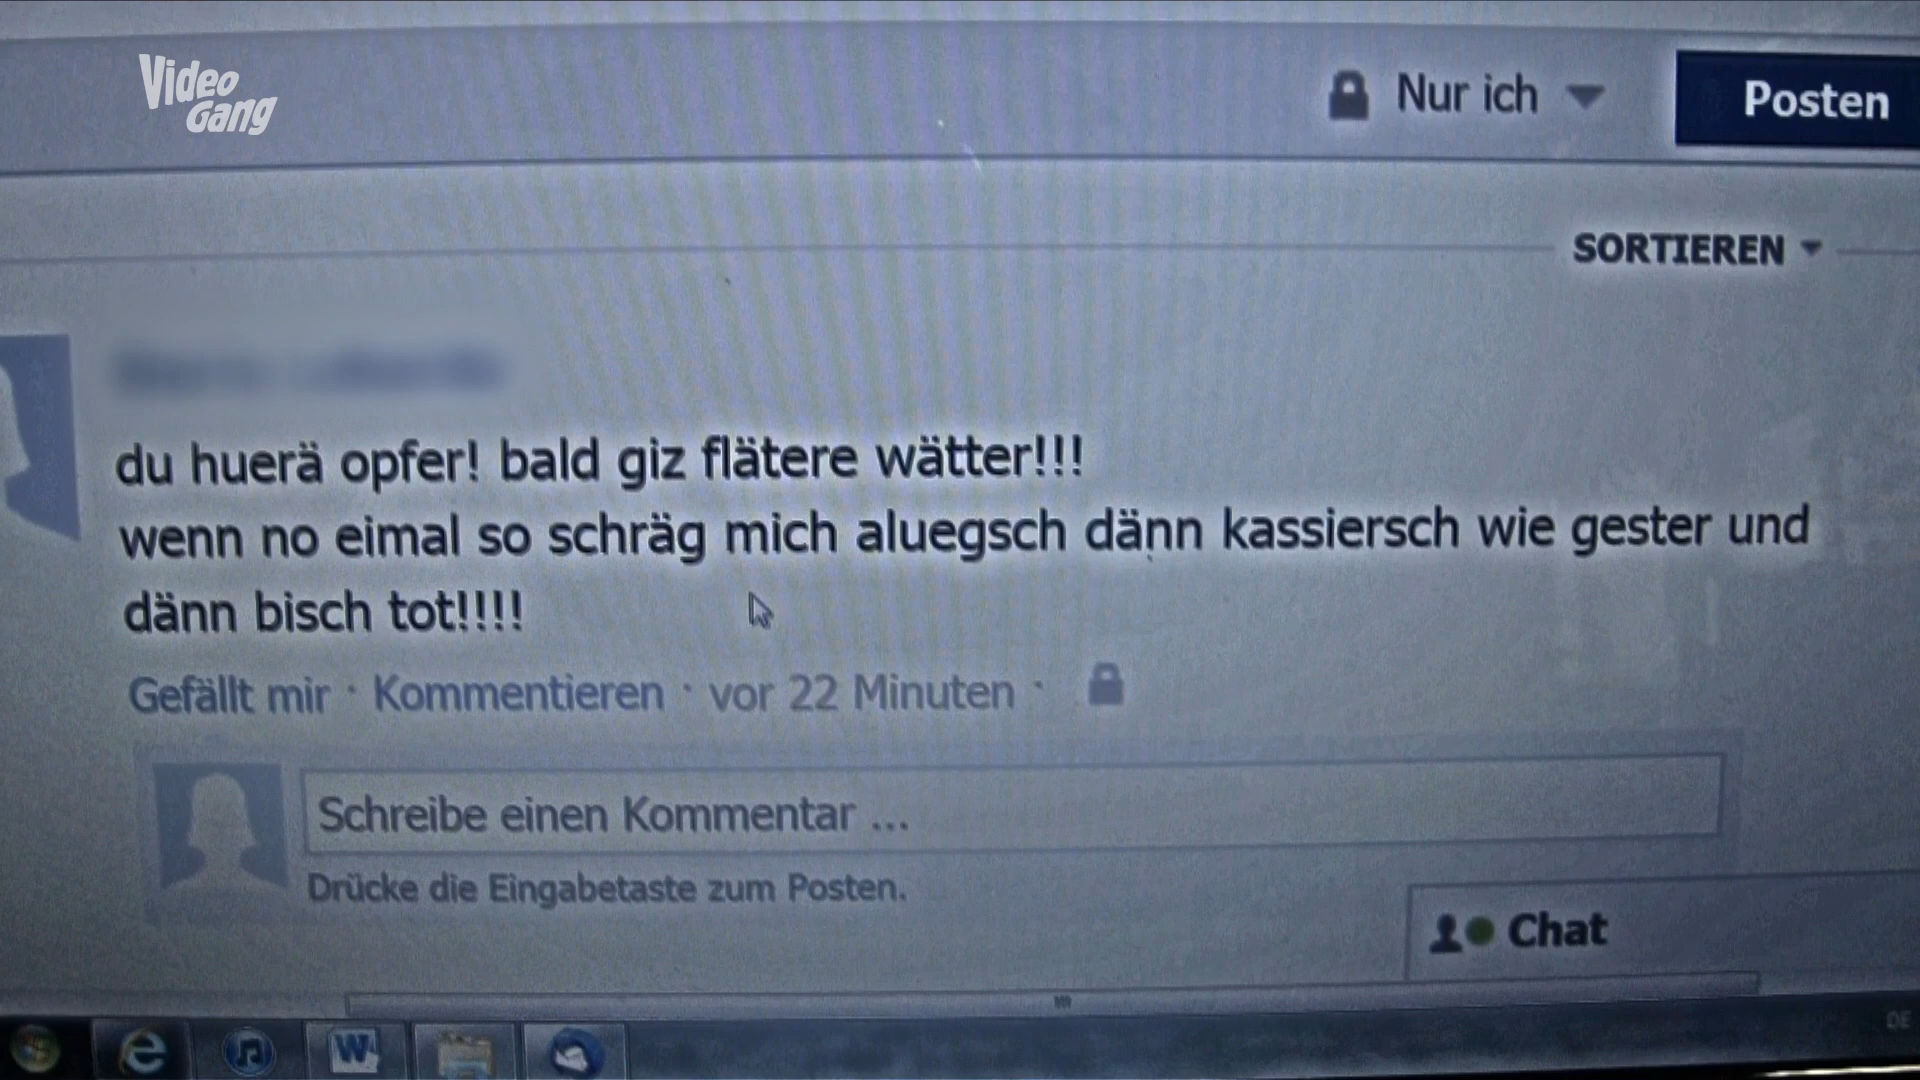 Video
Gang
Nur ich
Posten
SORTIEREN
du huerä opfer! bald giz flätere wätter!!!
wenn no eimal so schräg mich aluegsch dänn kassiersch wie gester und
dänn bisch tot!!!!
Gefällt mir · Kommentieren · vor 22 Minuten ·
Schreibe einen Kommentar ...
Drücke die Eingabetaste zum Posten.
Chat
DE